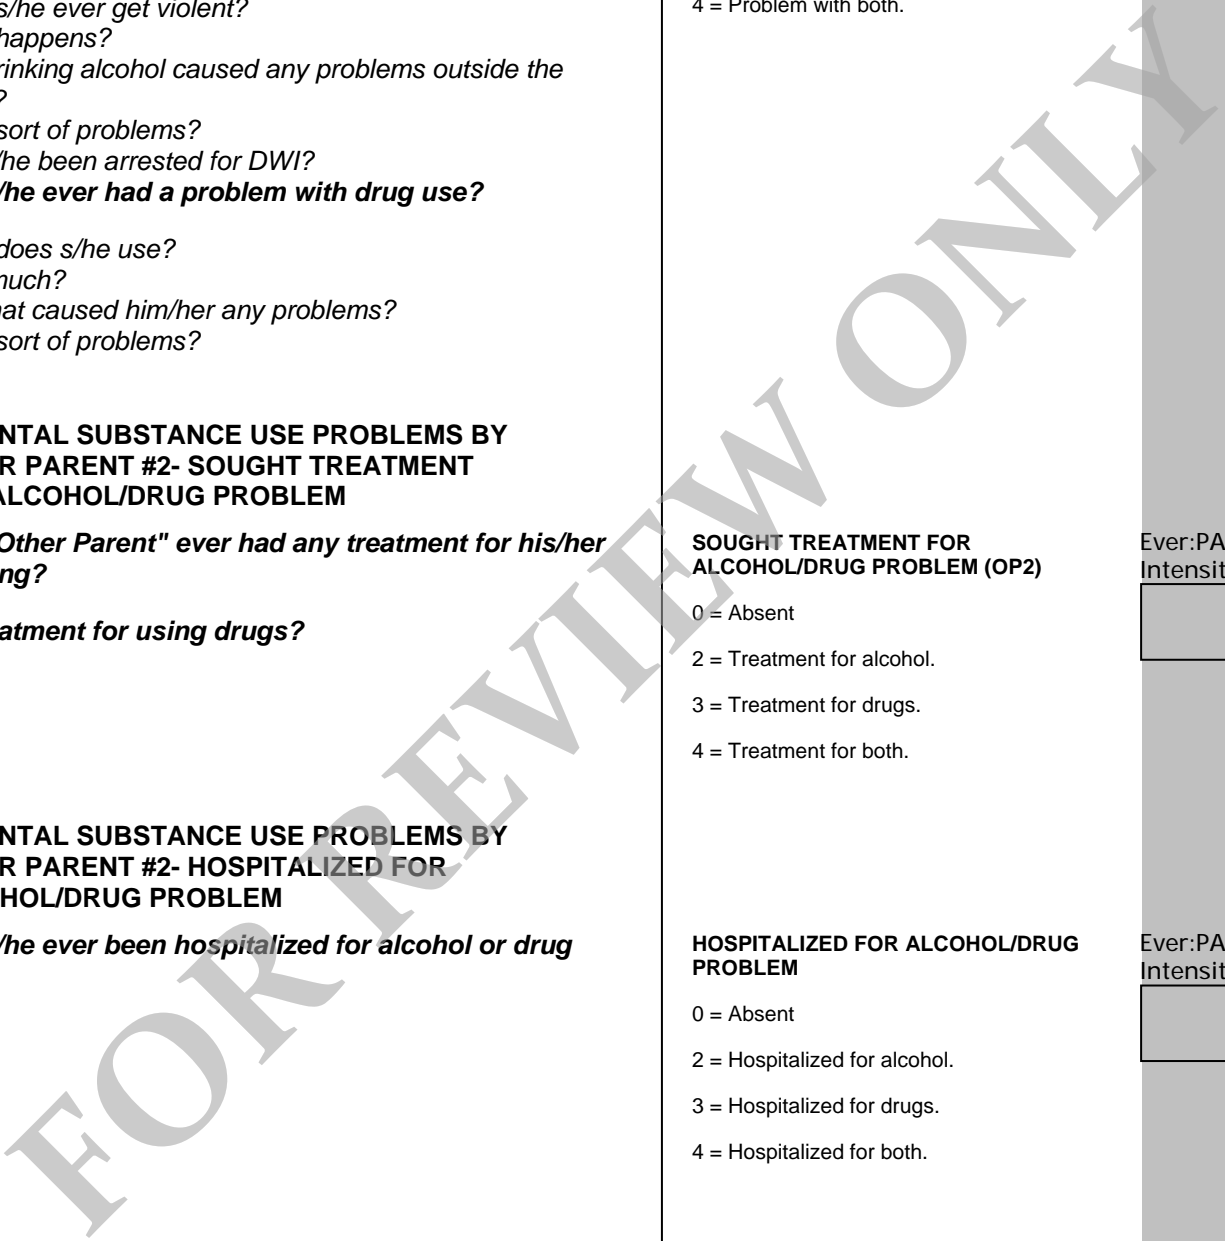 s/he ever get violent?
happens?
rinking alcohol caused any problems outside the
?
sort of problems?
/he been arrested for DWI?
/he ever had a problem with drug use?
does s/he use?
much?
at caused him/her any problems?
sort of problems?
4 = Problem with both.
NTAL SUBSTANCE USE PROBLEMS BY
R PARENT #2- SOUGHT TREATMENT
ALCOHOL/DRUG PROBLEM
Other Parent" ever had any treatment for his/her
ng?
atment for using drugs?
SOUGHT TREATMENT FOR
ALCOHOL/DRUG PROBLEM (OP2)
0 = Absent
2 = Treatment for alcohol.
3 = Treatment for drugs.
4 = Treatment for both.
Ever:PA
Intensit
NTAL SUBSTANCE USE PROBLEMS BY
R PARENT #2- HOSPITALIZED FOR
HOL/DRUG PROBLEM
/he ever been hospitalized for alcohol or drug
HOSPITALIZED FOR ALCOHOL/DRUG
PROBLEM
0 = Absent
2 = Hospitalized for alcohol.
3 = Hospitalized for drugs.
4 = Hospitalized for both.
Ever:PA
Intensit
FOR REVIEW ONLY